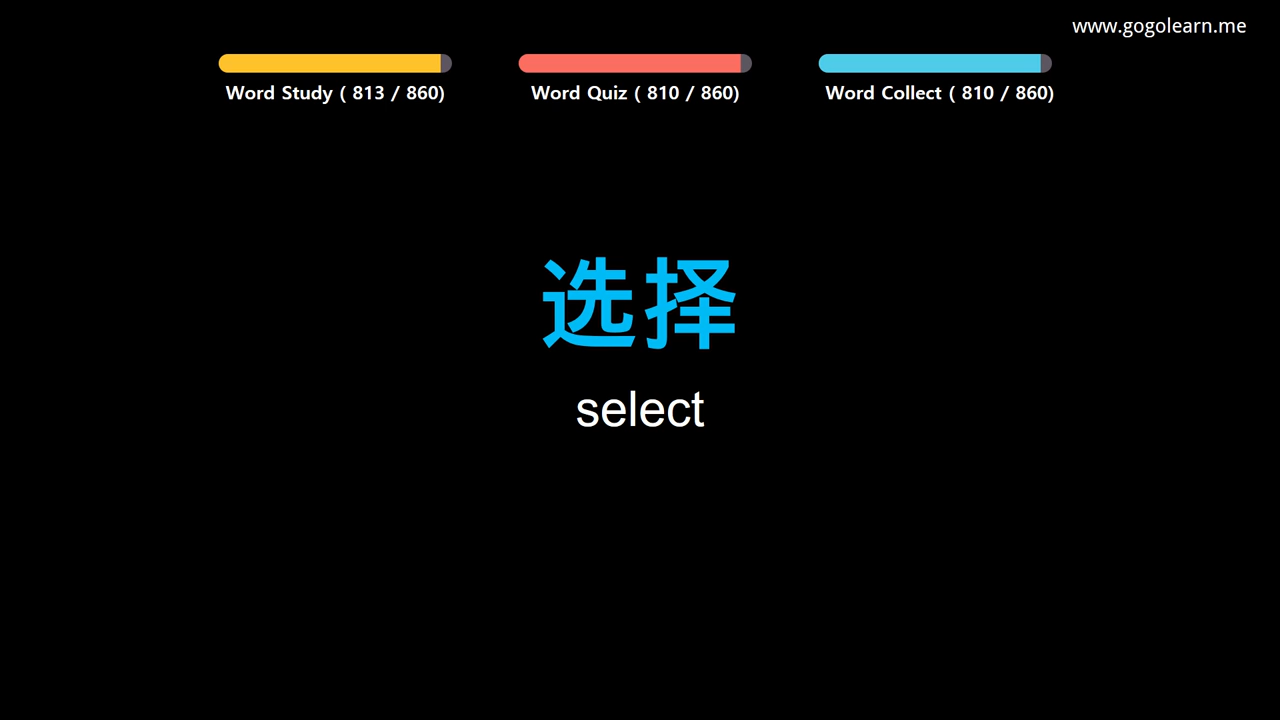 www.gogolearn.me
Word Study ( 813 / 860)
Word Quiz ( 810 / 860)
Word Collect ( 810 / 860)
选择
select